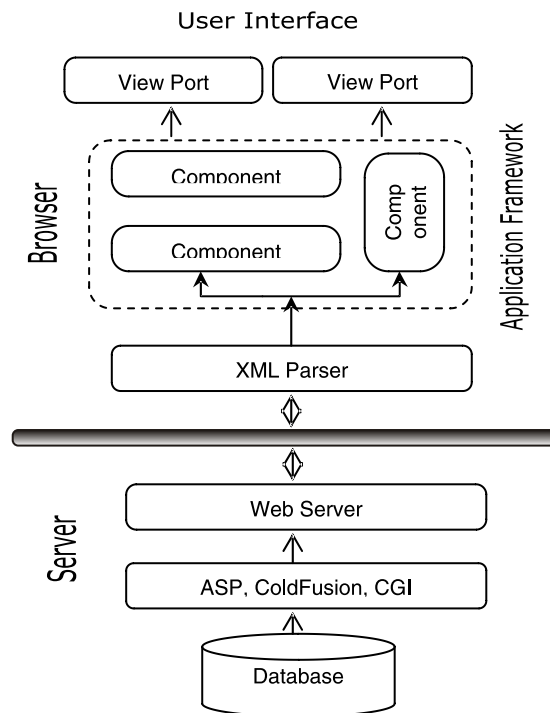 User Interface
View Port
View Port
Browser
Application Framework
Component
Comp
onent
Component
XML Parser
Server
Web Server
ASP, ColdFusion, CGI
Database